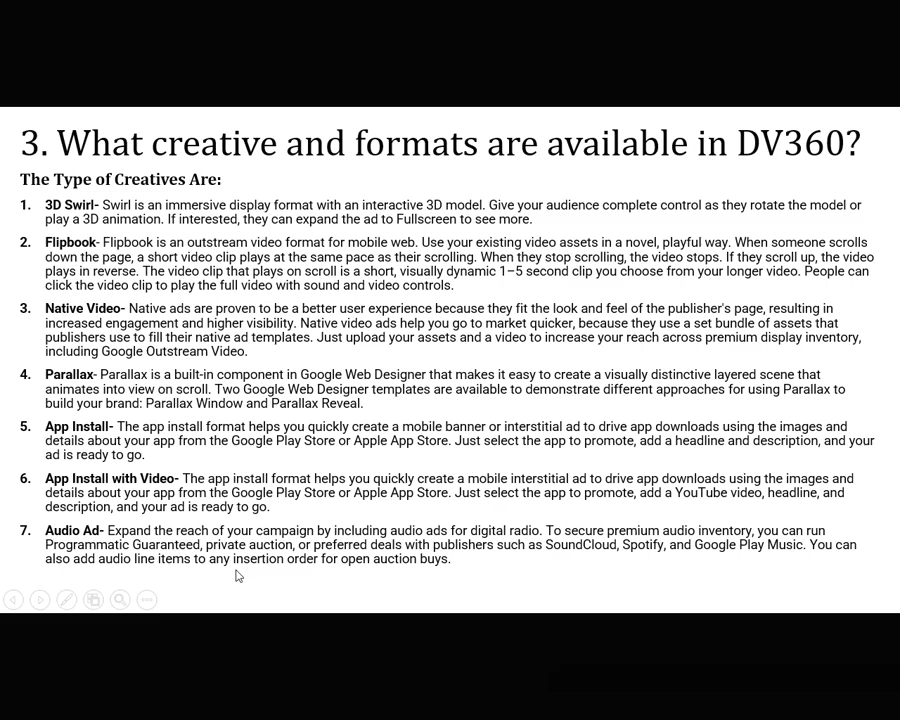 3. What creative and formats are available in DV360?
The Type of Creatives Are:
1. 3D Swirl- Swirl is an immersive display format with an interactive 3D model. Give your audience complete control as they rotate the model or
play a 3D animation. If interested, they can expand the ad to Fullscreen to see more.
2. Flipbook- Flipbook is an outstream video format for mobile web. Use your existing video assets in a novel, playful way. When someone scrolls
down the page, a short video clip plays at the same pace as their scrolling. When they stop scrolling, the video stops. If they scroll up, the video
plays in reverse. The video clip that plays on scroll is a short, visually dynamic 1–5 second clip you choose from your longer video. People can
click the video clip to play the full video with sound and video controls.
3. Native Video- Native ads are proven to be a better user experience because they fit the look and feel of the publisher's page, resulting in
increased engagement and higher visibility. Native video ads help you go to market quicker, because they use a set bundle of assets that
publishers use to fill their native ad templates. Just upload your assets and a video to increase your reach across premium display inventory,
including Google Outstream Video.
4. Parallax- Parallax is a built-in component in Google Web Designer that makes it easy to create a visually distinctive layered scene that
animates into view on scroll. Two Google Web Designer templates are available to demonstrate different approaches for using Parallax to
build your brand: Parallax Window and Parallax Reveal.
5. App Install- The app install format helps you quickly create a mobile banner or interstitial ad to drive app downloads using the images and
details about your app from the Google Play Store or Apple App Store. Just select the app to promote, add a headline and description, and your
ad is ready to go.
6. App Install with Video- The app install format helps you quickly create a mobile interstitial ad to drive app downloads using the images and
details about your app from the Google Play Store or Apple App Store. Just select the app to promote, add a YouTube video, headline, and
description, and your ad is ready to go.
7. Audio Ad- Expand the reach of your campaign by including audio ads for digital radio. To secure premium audio inventory, you can run
Programmatic Guaranteed, private auction, or preferred deals with publishers such as SoundCloud, Spotify, and Google Play Music. You can
also add audio line items to any insertion order for open auction buys.